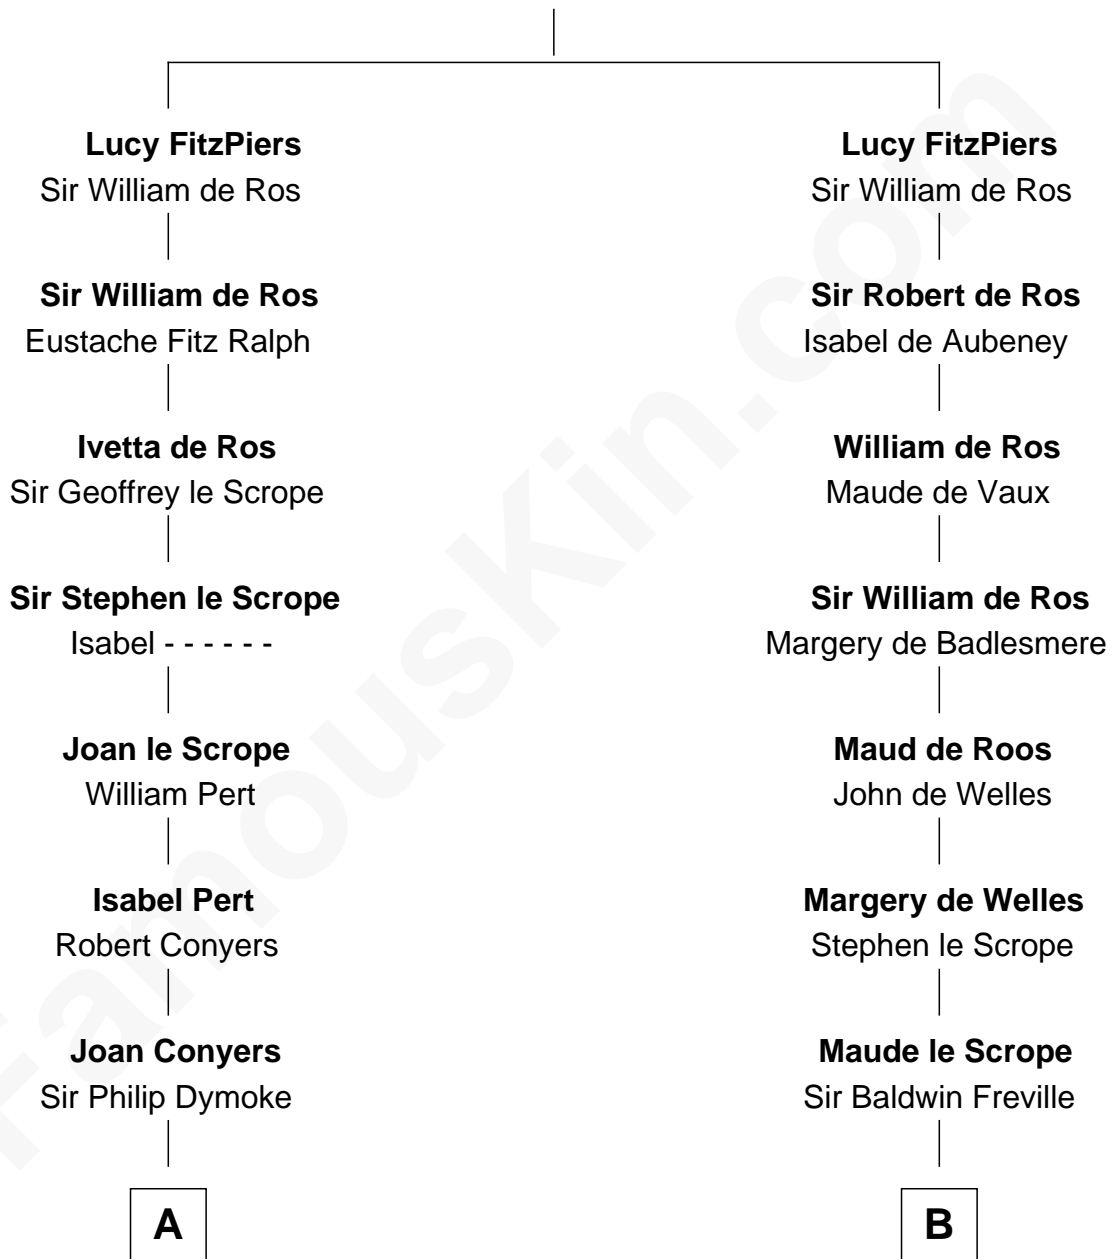 Lucy FitzPiers
Sir William de Ros
Sir William de Ros
Eustache Fitz Ralph
Ivetta de Ros
Sir Geoffrey le Scrope
Sir Stephen le Scrope
Isabel - - - - - -
Joan le Scrope
William Pert
Isabel Pert
Robert Conyers
Joan Conyers
Sir Philip Dymoke
A
Lucy FitzPiers
Sir William de Ros
Sir Robert de Ros
Isabel de Aubeney
William de Ros
Maude de Vaux
Sir William de Ros
Margery de Badlesmere
Maud de Roos
John de Welles
Margery de Welles
Stephen le Scrope
Maude le Scrope
Sir Baldwin Freville
B
FamousKin.com